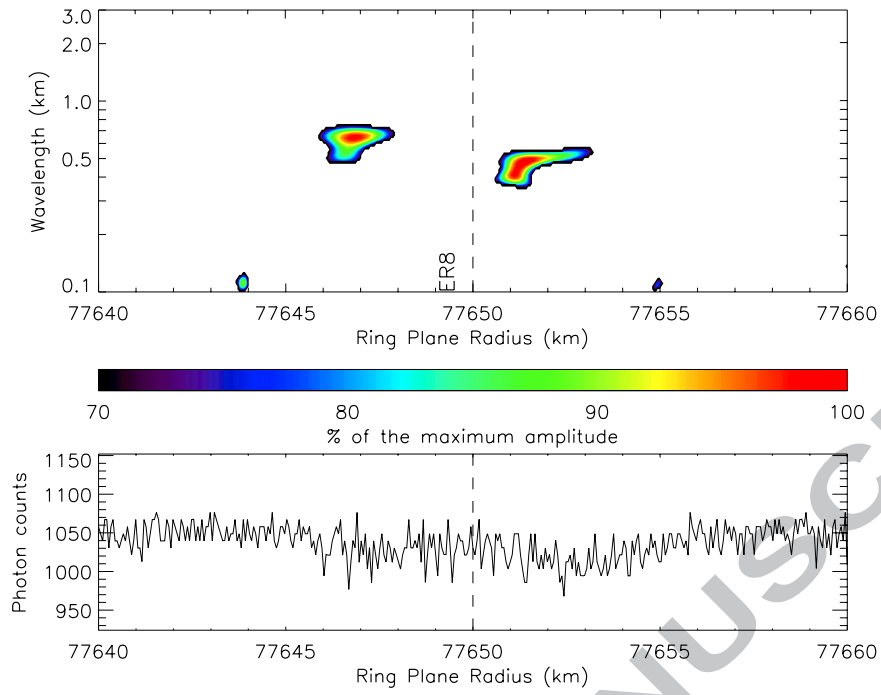 3.0
2.0
1.0
0.5
0.1
Wavelength (km)
ER8
77640 77645 77650 77655 77660
Ring Plane Radius (km)
70 80 90 100
% of the maximum amplitude
1150
1100
1050
1000
950
Photon counts
77640 77645 77650 77655 77660
Ring Plane Radius (km)
NUSC